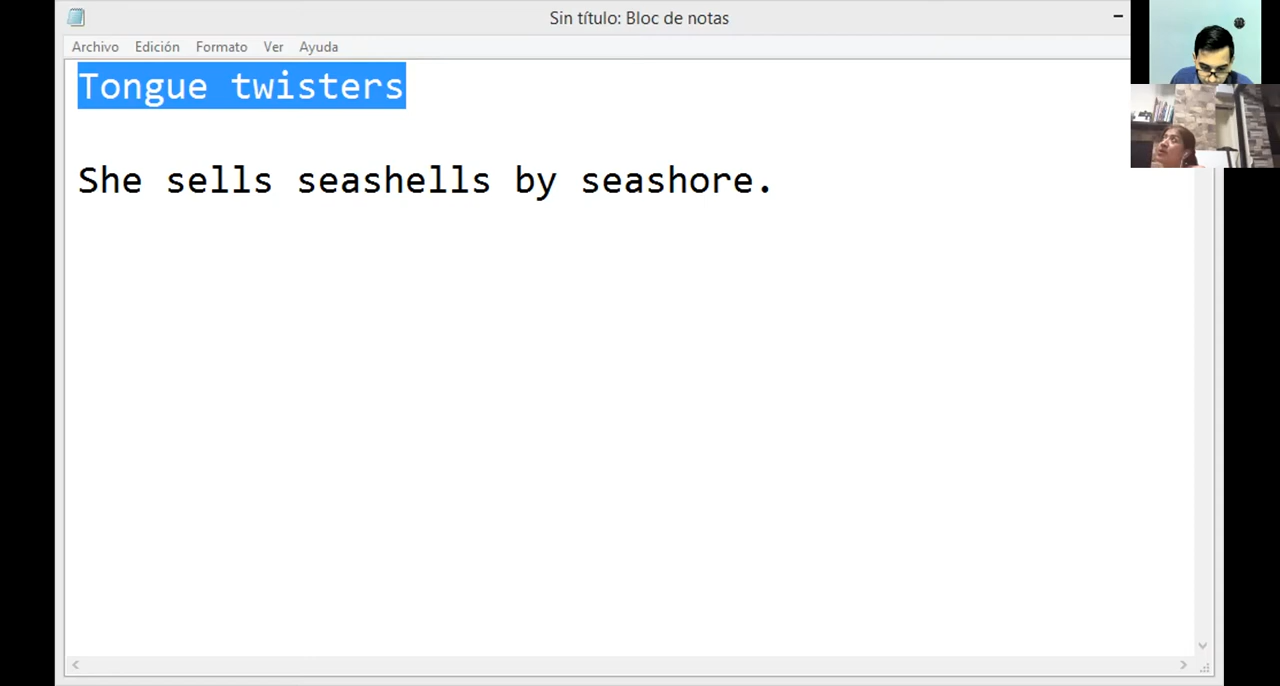 Sin título: Bloc de notas
Archivo Edición Formato Ver Ayuda
Tongue twisters
She sells seashells by seashore.